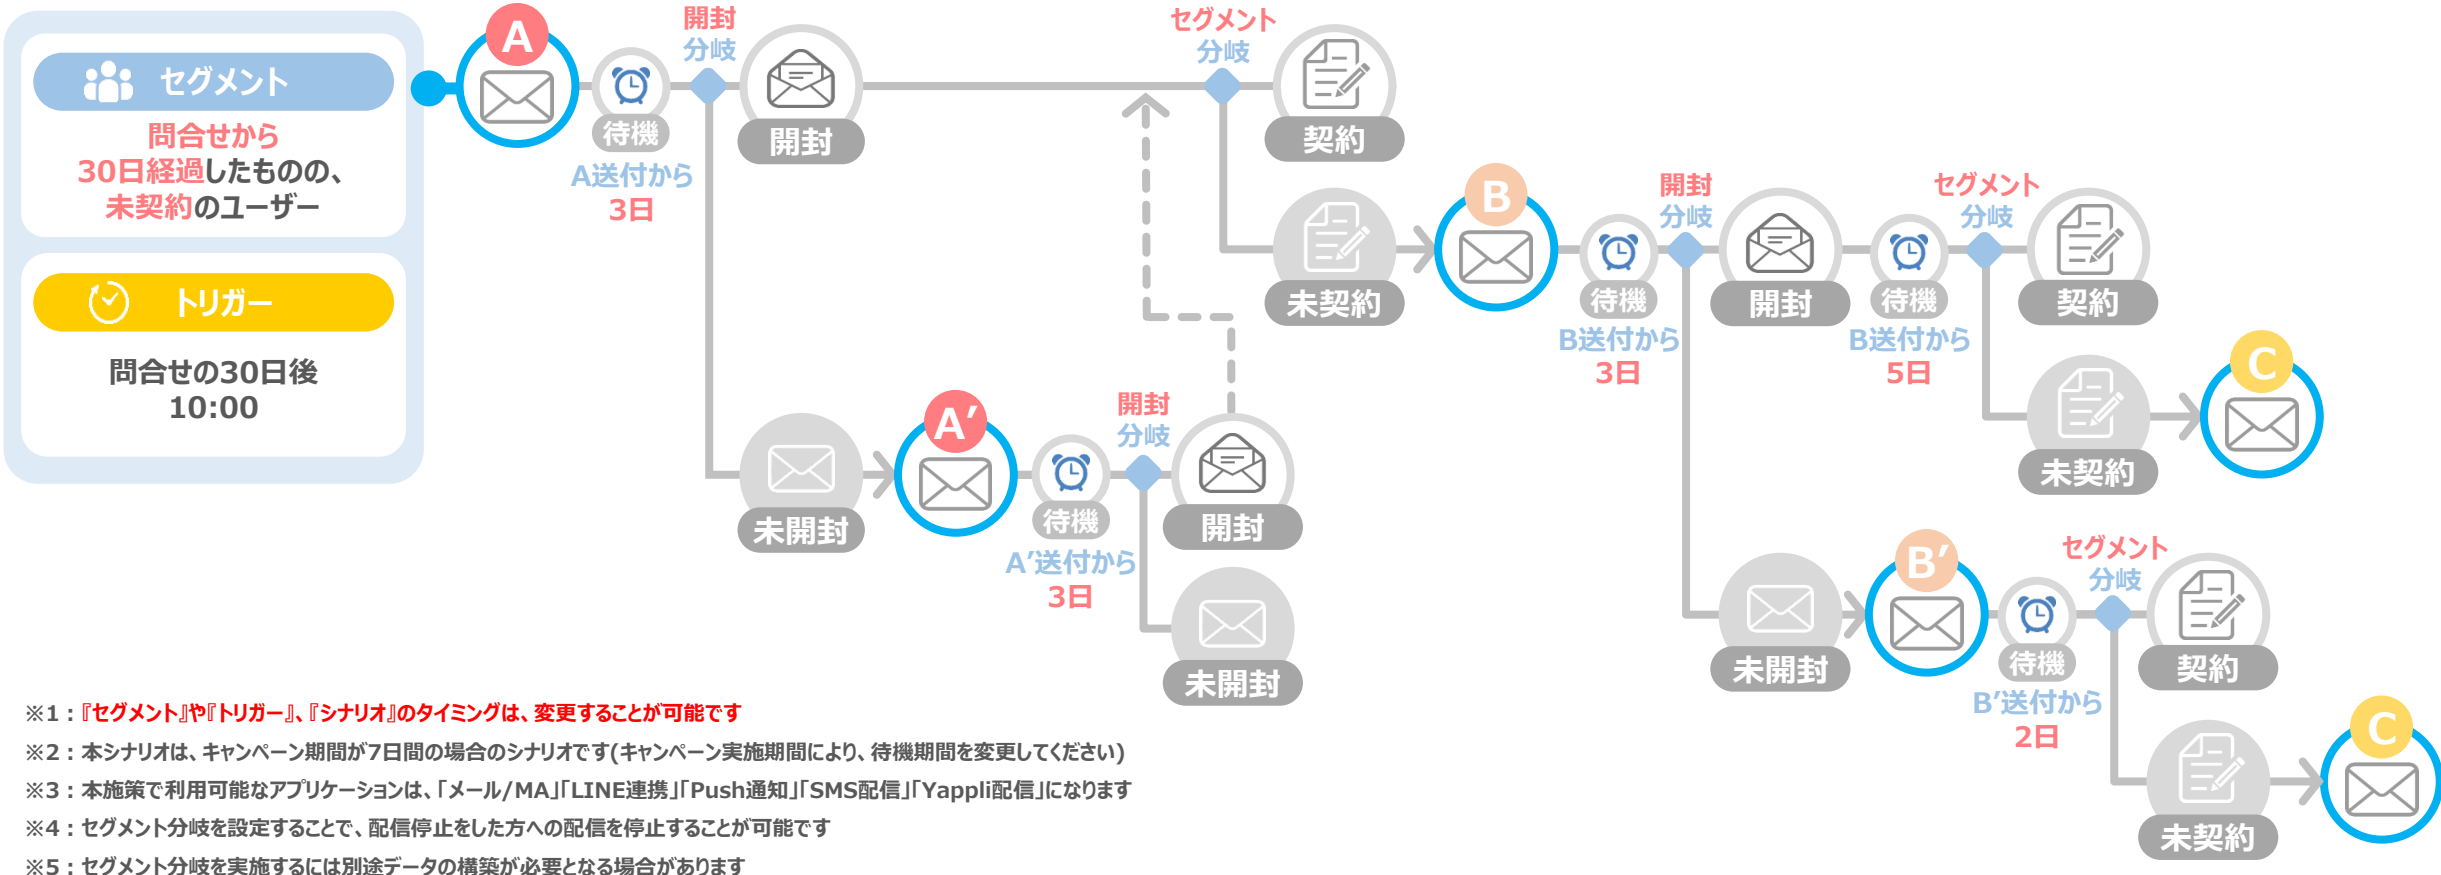 セグメント
問合せから
30日経過したものの、
未契約のユーザー
トリガー
問合せの30日後
10:00
A
待機
A送付から
3日
開封
分岐
開封
未開封
A′
待機
A′送付から
3日
開封
分岐
開封
未開封
セグメント
分岐
契約
未契約
B
待機
B送付から
3日
開封
分岐
開封
待機
B送付から
5日
セグメント
分岐
契約
未契約
C
未開封
B′
待機
B′送付から
2日
セグメント
分岐
契約
未契約
C
※1：『セグメント』や『トリガー』、『シナリオ』のタイミングは、変更することが可能です
※2：本シナリオは、キャンペーン期間が7日間の場合のシナリオです(キャンペーン実施期間により、待機期間を変更してください)
※3：本施策で利用可能なアプリケーションは、「メール/MA」「LINE連携」「Push通知」「SMS配信」「Yappli配信」になります
※4：セグメント分岐を設定することで、配信停止をした方への配信を停止することが可能です
※5：セグメント分岐を実施するには別途データの構築が必要となる場合があります